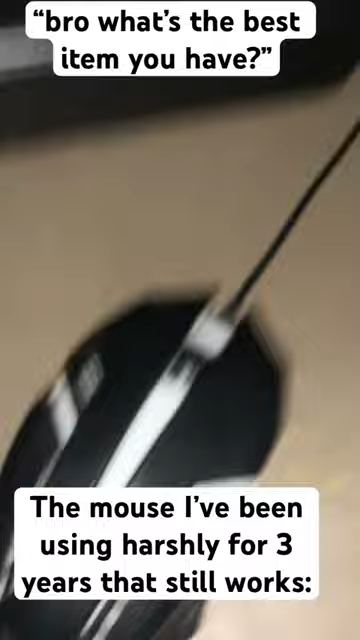 “bro what’s the best
item you have?”
The mouse I’ve been
using harshly for 3
years that still works: